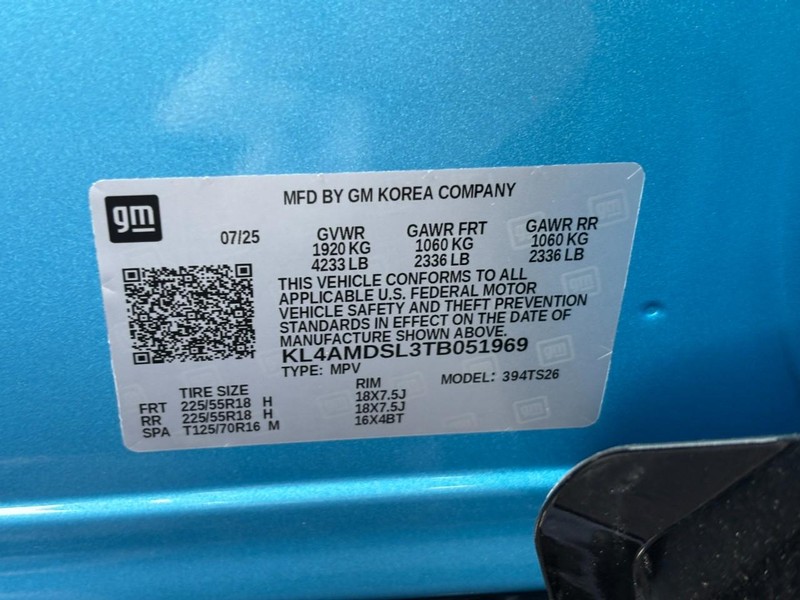 gm
MFD BY GM KOREA COMPANY
07/25
GVWR GAWR FRT GAWR RR
1920 KG 1060 KG 1060 KG
4233 LB 2336 LB 2336 LB
THIS VEHICLE CONFORMS TO ALL
APPLICABLE U.S. FEDERAL MOTOR
VEHICLE SAFETY AND THEFT PREVENTION
STANDARDS IN EFFECT ON THE DATE OF
MANUFACTURE SHOWN ABOVE.
KL4AMDSL3TB051969
TYPE: MPV MODEL: 394TS26
TIRE SIZE RIM
FRT 225/55R18 H 18X7.5J
RR 225/55R18 H 18X7.5J
SPA T125/70R16 M 16X4BT